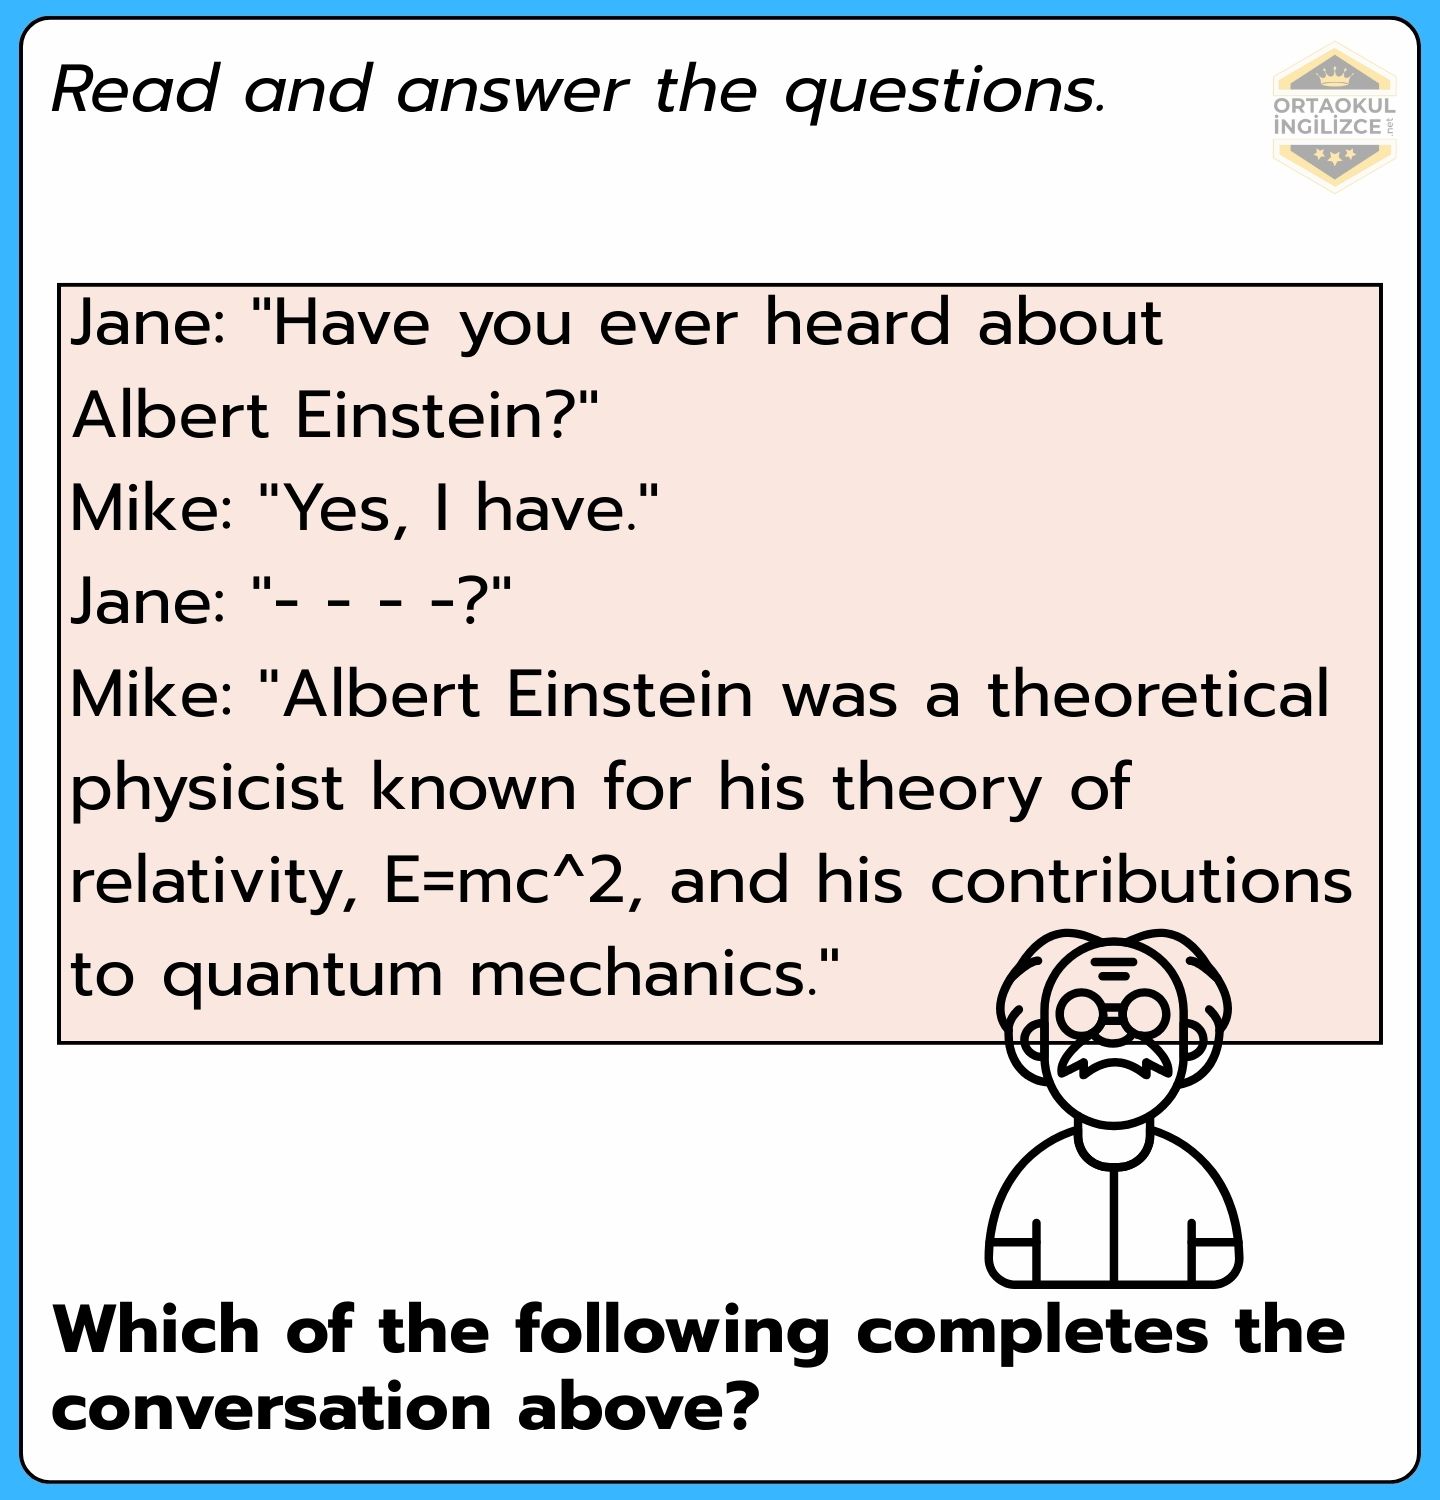 Read and answer the questions.
ORTAOKUL
İNGİLİZCE
.net
Jane: "Have you ever heard about
Albert Einstein?"
Mike: "Yes, I have."
Jane: "- - - -?"
Mike: "Albert Einstein was a theoretical
physicist known for his theory of
relativity, E=mc^2, and his contributions
to quantum mechanics."
Which of the following completes the
conversation above?